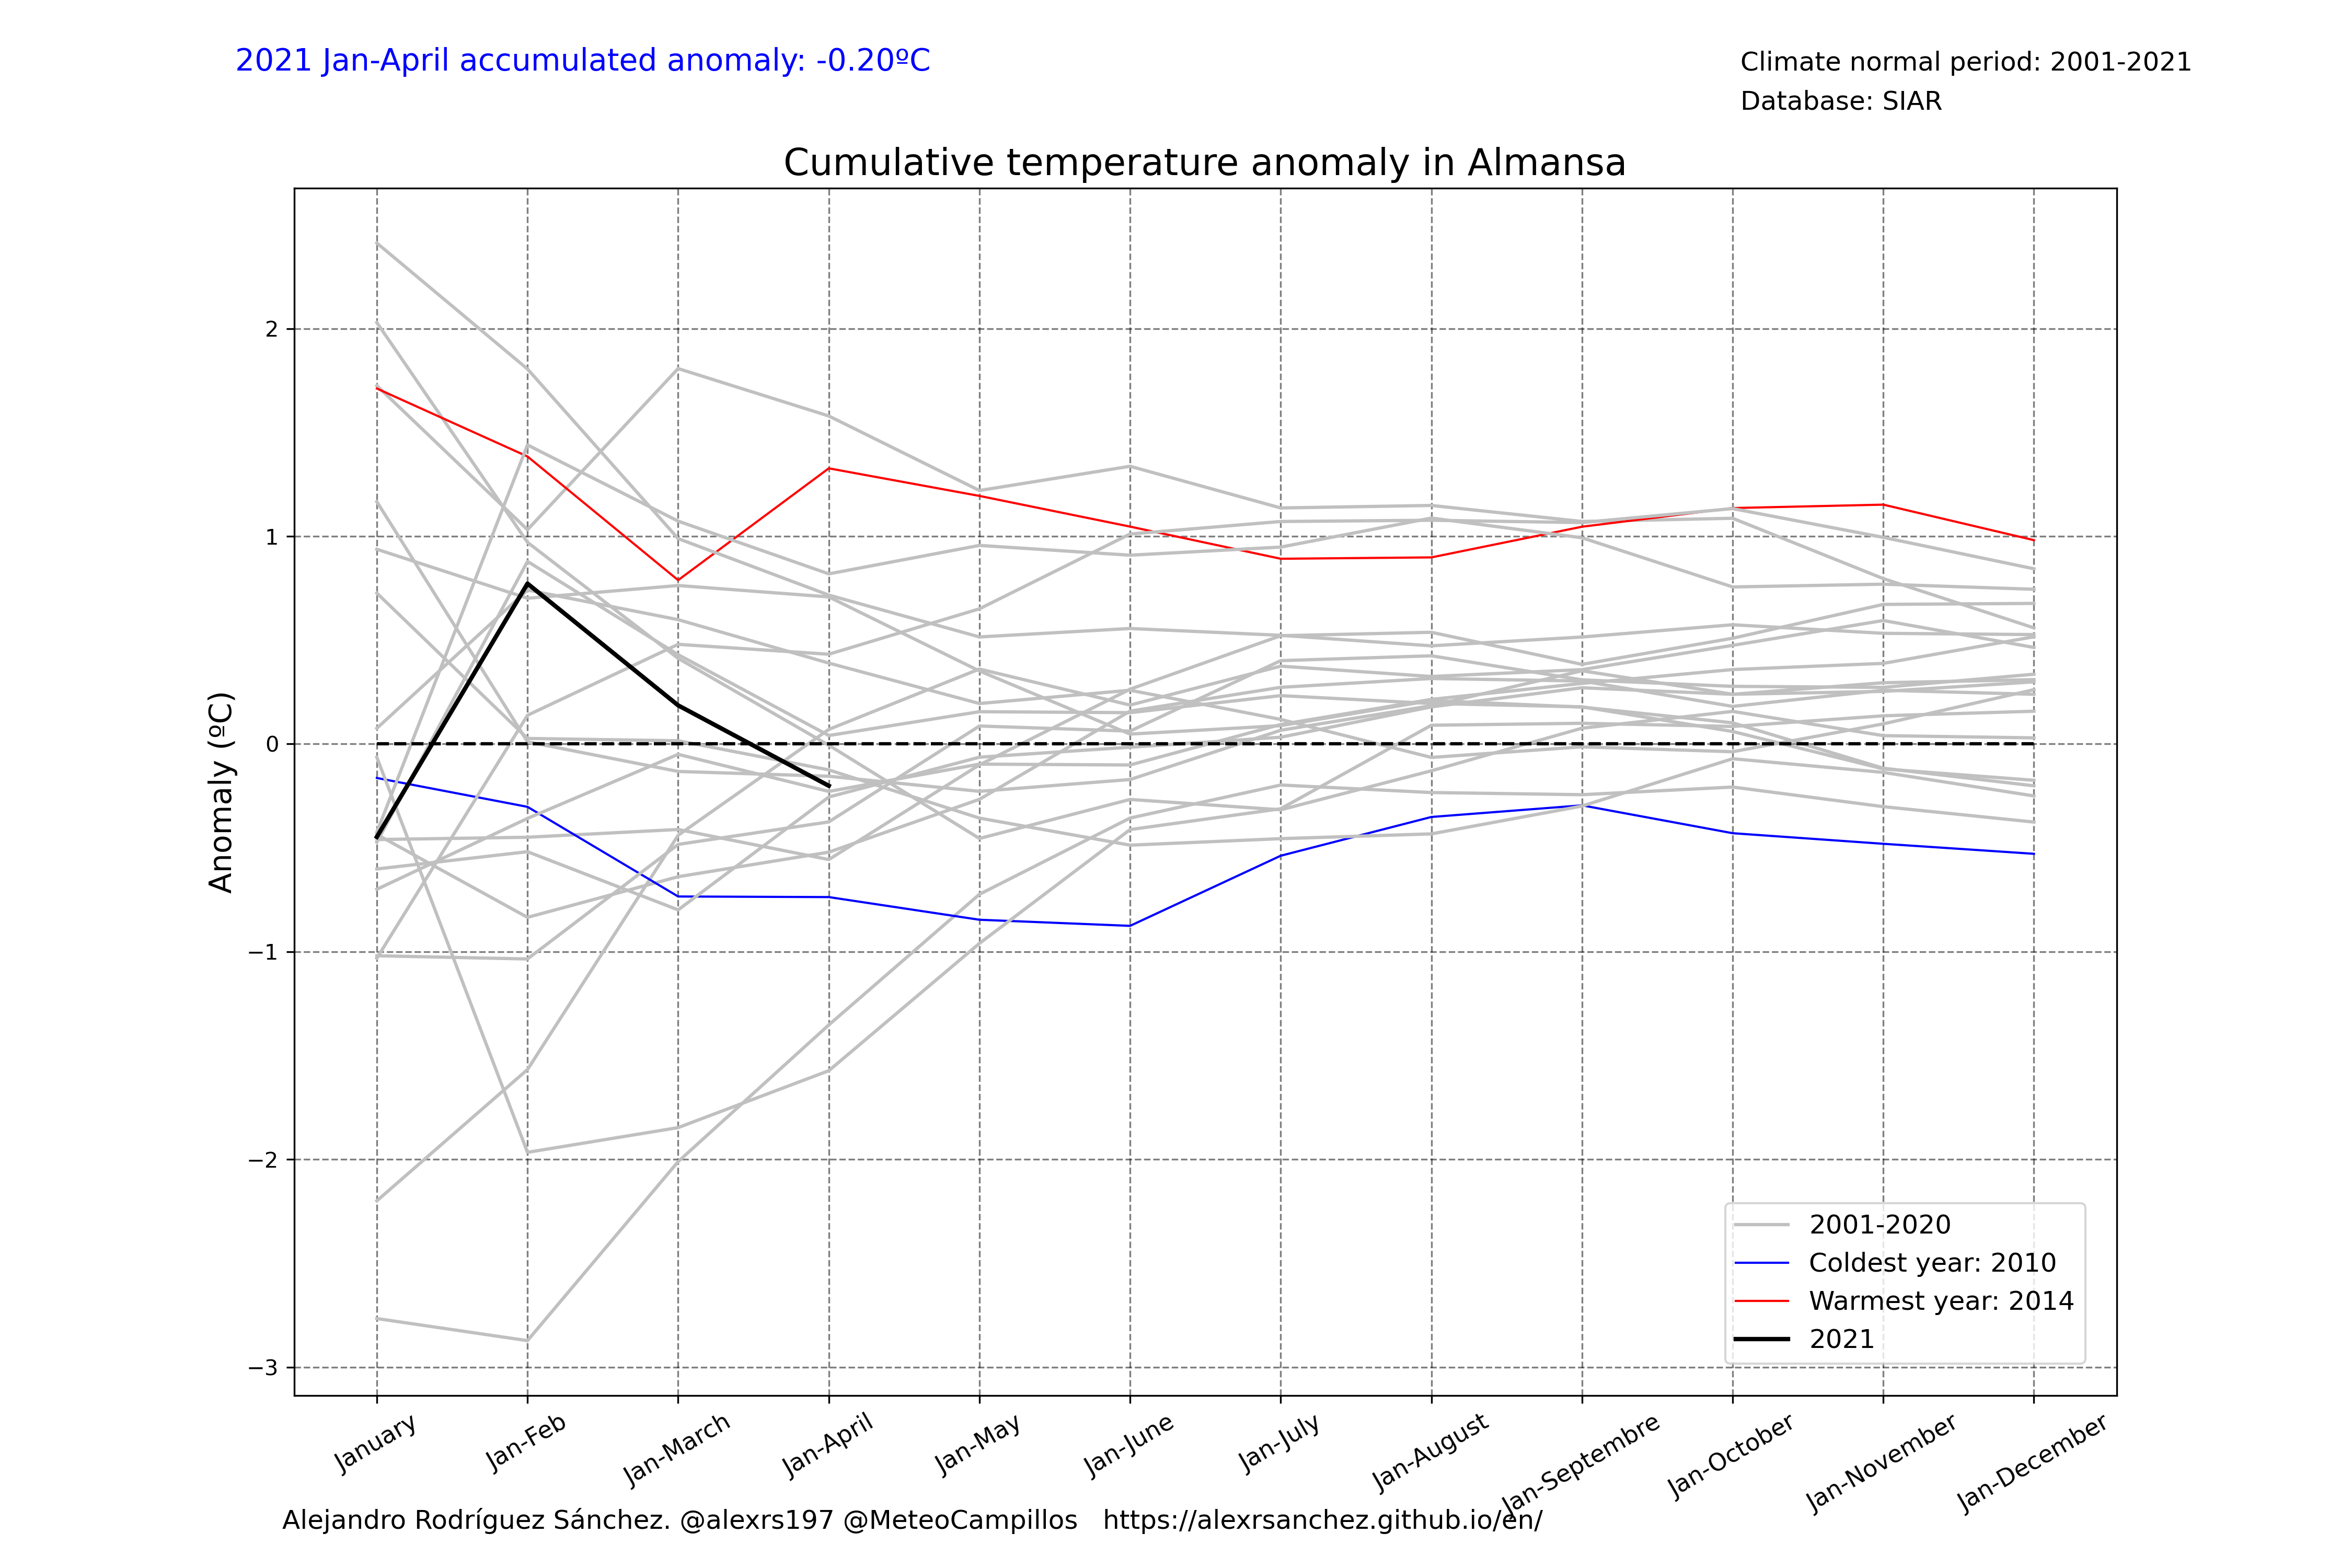 2021 Jan-April accumulated anomaly: -0.20ºC
Climate normal period: 2001-2021
Database: SIAR
Cumulative temperature anomaly in Almansa
Anomaly (ºC)
2
1
0
−1
−2
−3
2001-2020
Coldest year: 2010
Warmest year: 2014
2021
January
Jan-Feb
Jan-March
Jan-April
Jan-May
Jan-June
Jan-July
Jan-August
Jan-Septembre
Jan-October
Jan-November
Jan-December
Alejandro Rodríguez Sánchez. @alexrs197 @MeteoCampillos https://alexrsanchez.github.io/en/